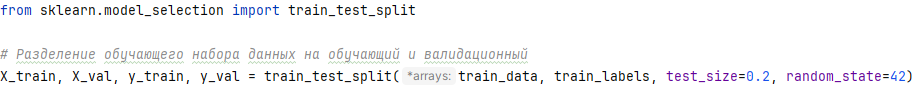 from sklearn.model_selection import train_test_split
# Разделение обучающего набора данных на обучающий и валидационный
X_train, X_val, y_train, y_val = train_test_split( *arrays: train_data, train_labels, test_size=0.2, random_state=42)